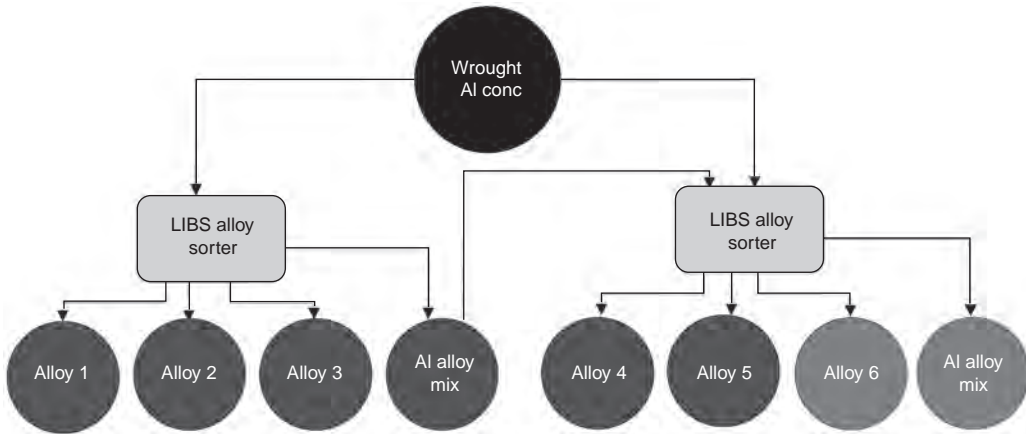 Wrought
Al conc
LIBS alloy
sorter
LIBS alloy
sorter
Alloy 1
Alloy 2
Alloy 3
Al alloy
mix
Alloy 4
Alloy 5
Alloy 6
Al alloy
mix